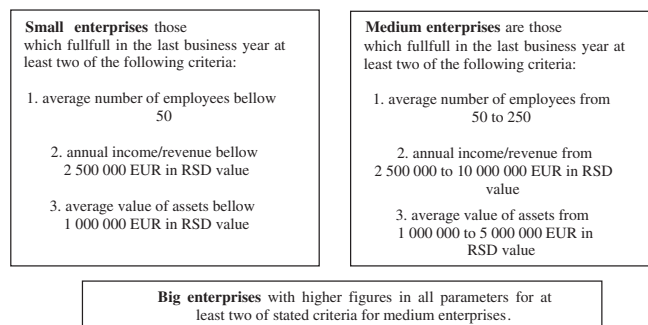 Small enterprises those
which fullfull in the last business year at
least two of the following criteria:
1. average number of employees bellow
50
2. annual income/revenue bellow
2 500 000 EUR in RSD value
3. average value of assets bellow
1 000 000 EUR in RSD value
Medium enterprises are those
which fullfull in the last business year at
least two of the following criteria:
1. average number of employees from
50 to 250
2. annual income/revenue from
2 500 000 to 10 000 000 EUR in RSD
value
3. average value of assets from
1 000 000 to 5 000 000 EUR in
RSD value
Big enterprises with higher figures in all parameters for at
least two of stated criteria for medium enterprises.